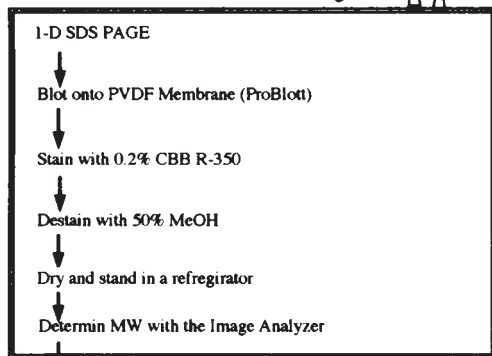 1-D SDS PAGE
Blot onto PVDF Membrane (ProBlott)
Stain with 0.2% CBB R-350
Destain with 50% MeOH
Dry and stand in a refregirator
Determin MW with the Image Analyzer